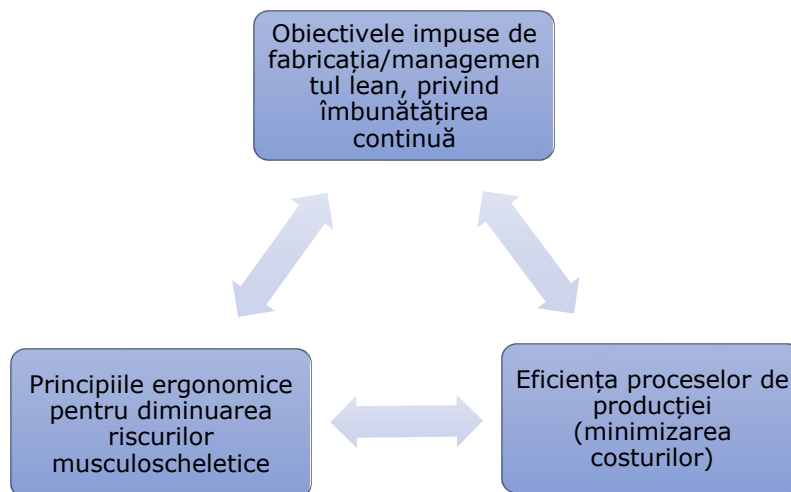 Obiectivele impuse de
fabricația/managemen
tul lean, privind
îmbunătățirea
continuă
Principiile ergonomice
pentru diminuarea
riscurilor
musculoscheletice
Eficiența proceselor de
producției
(minimizarea
costurilor)